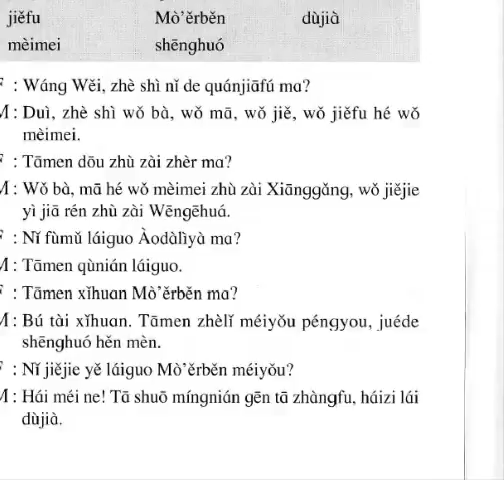 jiěfu Mò'ěrběn dùjià
mèimei shēnghuó
F : Wáng Wěi, zhè shì nǐ de quánjiāfú ma?
M : Duì, zhè shì wǒ bà, wǒ mā, wǒ jiě, wǒ jiěfu hé wǒ
mèimei.
F : Tāmen dōu zhù zài zhèr ma?
M : Wǒ bà, mā hé wǒ mèimei zhù zài Xiānggǎng, wǒ jiějie
yì jiā rén zhù zài Wēngēhuá.
F : Nǐ fùmǔ láiguo Àodàlìyà ma?
M : Tāmen qùnián láiguo.
F : Tāmen xǐhuan Mò'ěrběn ma?
M : Bú tài xǐhuan. Tāmen zhèlǐ méiyǒu péngyou, juéde
shēnghuó hěn mèn.
F : Nǐ jiějie yě láiguo Mò'ěrběn méiyǒu?
M : Hái méi ne! Tā shuō míngnián gēn tā zhàngfu, háizi lái
dùjià.